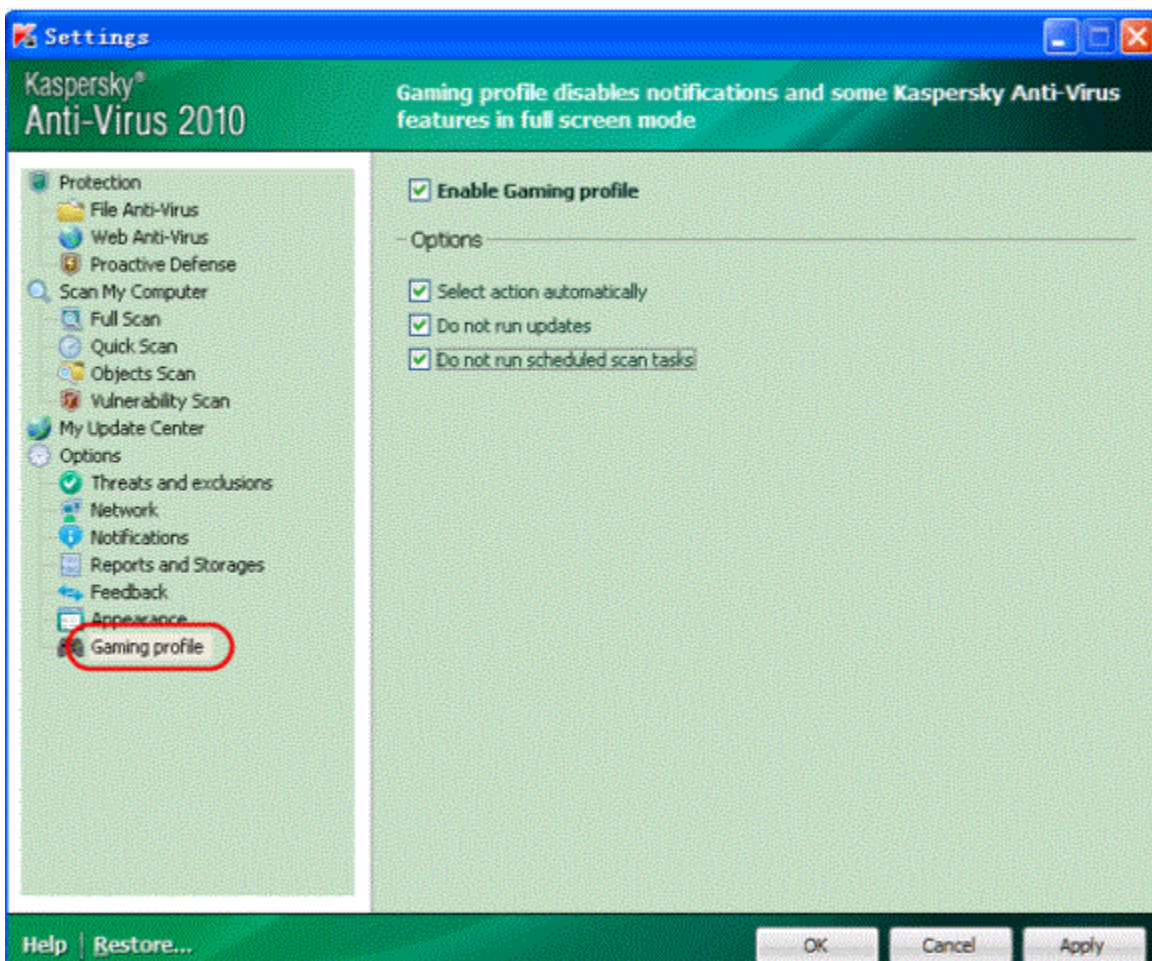 Settings
Kaspersky®
Anti-Virus 2010
Gaming profile disables notifications and some Kaspersky Anti-Virus
features in full screen mode
Protection
File Anti-Virus
Web Anti-Virus
Proactive Defense
Scan My Computer
Full Scan
Quick Scan
Objects Scan
Vulnerability Scan
My Update Center
Options
Threats and exclusions
Network
Notifications
Reports and Storages
Feedback
Appearance
Gaming profile
Enable Gaming profile
Options
Select action automatically
Do not run updates
Do not run scheduled scan tasks
Help | Restore...
OK
Cancel
Apply